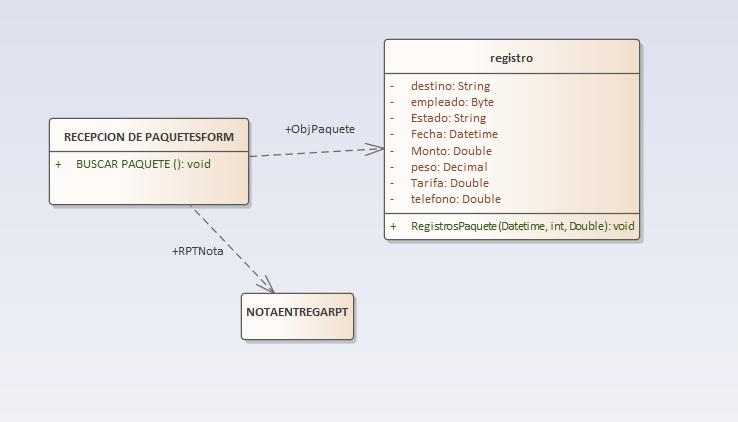 registro
- destino: String
- empleado: Byte
- Estado: String
- Fecha: Datetime
- Monto: Double
- peso: Decimal
- Tarifa: Double
- telefono: Double
+ RegistrosPaquete(Datetime, int, Double): void
+ObjPaquete
RECEPCION DE PAQUETESFORM
+ BUSCAR PAQUETE (): void
+RPTNota
NOTAENTREGARPT